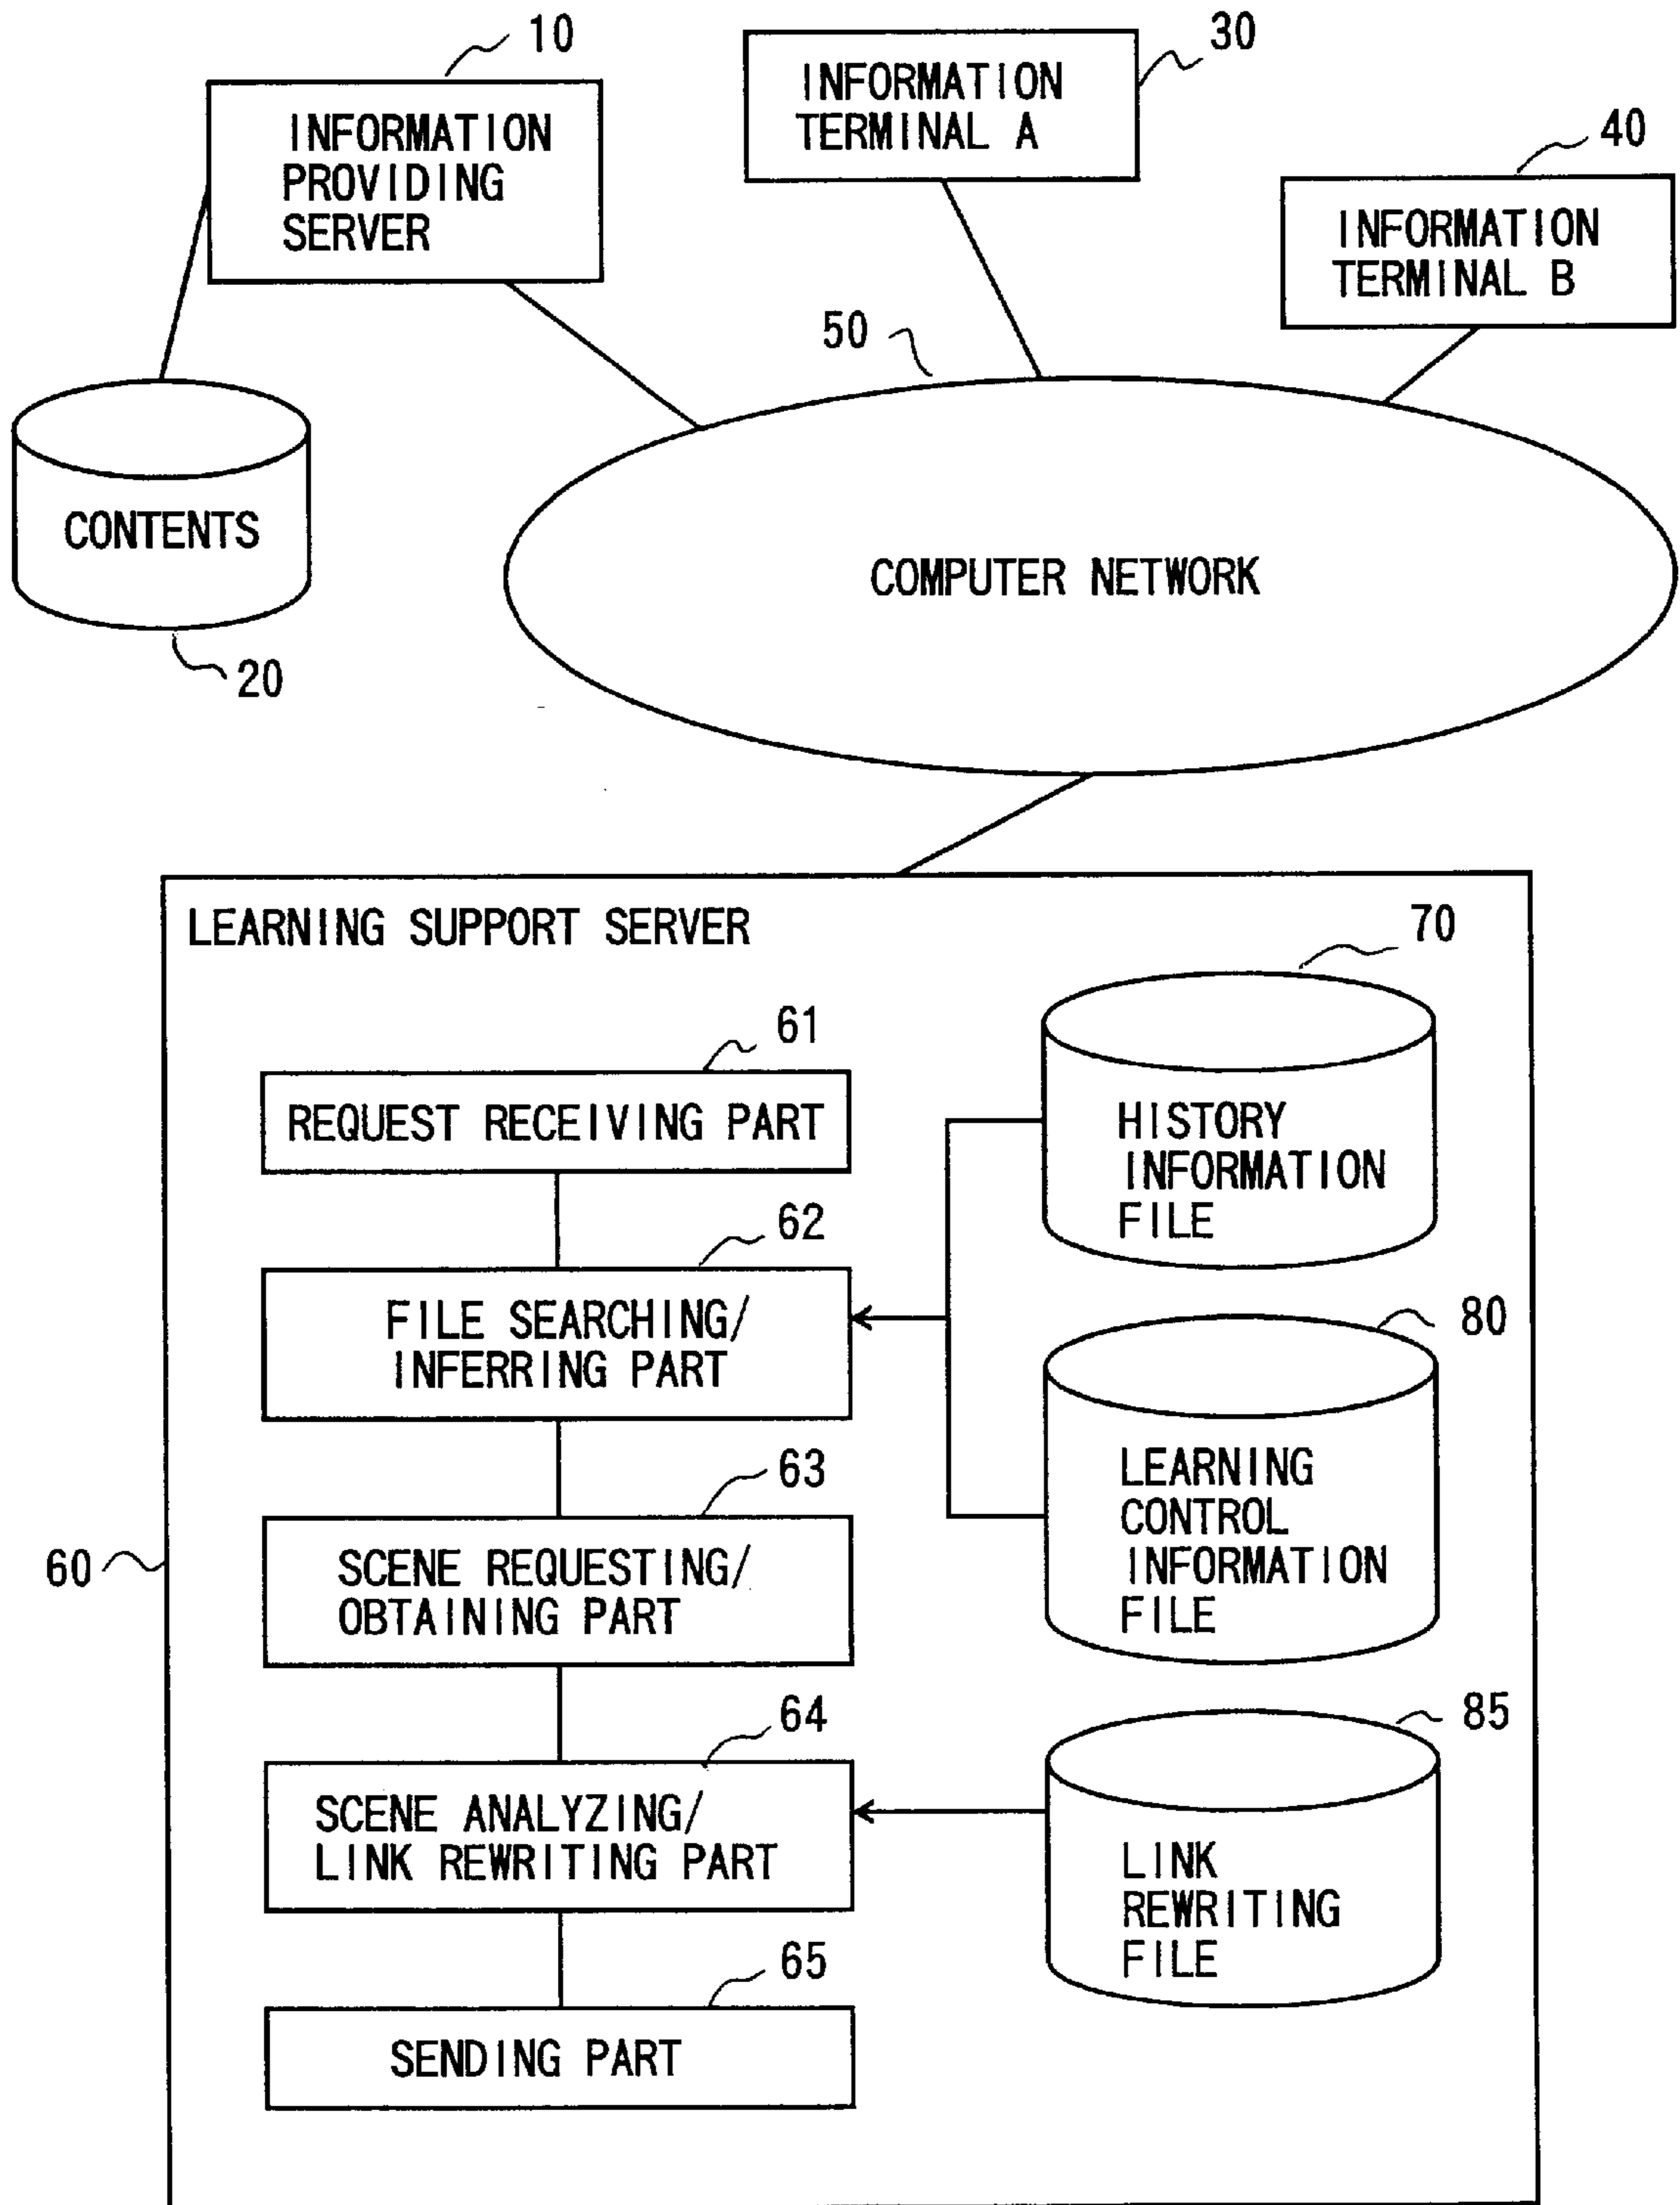 10
INFORMATION
PROVIDING
SERVER
30
INFORMATION
TERMINAL A
40
INFORMATION
TERMINAL B
50
CONTENTS
20
COMPUTER NETWORK
LEARNING SUPPORT SERVER
60
61
REQUEST RECEIVING PART
62
FILE SEARCHING/
INFERRING PART
63
SCENE REQUESTING/
OBTAINING PART
64
SCENE ANALYZING/
LINK REWRITING PART
65
SENDING PART
70
HISTORY
INFORMATION
FILE
80
LEARNING
CONTROL
INFORMATION
FILE
85
LINK
REWRITING
FILE